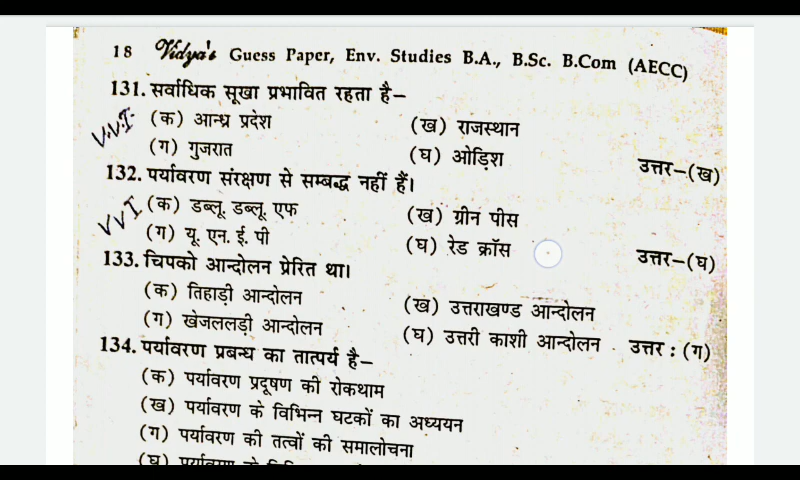 18 Vidya's Guess Paper, Env. Studies B.A., B.Sc. B.Com (AECC)
131. सर्वाधिक सूखा प्रभावित रहता है–
V.V.I.
(क) आन्ध्र प्रदेश (ख) राजस्थान
(ग) गुजरात (घ) ओड़िश उत्तर–(ख)
132. पर्यावरण संरक्षण से सम्बद्ध नहीं हैं।
VVI
(क) डब्लू. डब्लू. एफ (ख) ग्रीन पीस
(ग) यू. एन. ई. पी (घ) रेड क्रॉस उत्तर–(घ)
133. चिपको आन्दोलन प्रेरित था।
(क) तिहाड़ी आन्दोलन (ख) उत्तराखण्ड आन्दोलन
(ग) खेजललड़ी आन्दोलन (घ) उत्तरी काशी आन्दोलन उत्तर : (ग)
134. पर्यावरण प्रबन्ध का तात्पर्य है–
(क) पर्यावरण प्रदूषण की रोकथाम
(ख) पर्यावरण के विभिन्न घटकों का अध्ययन
(ग) पर्यावरण की तत्वों की समालोचना
(घ) पर्यावरण